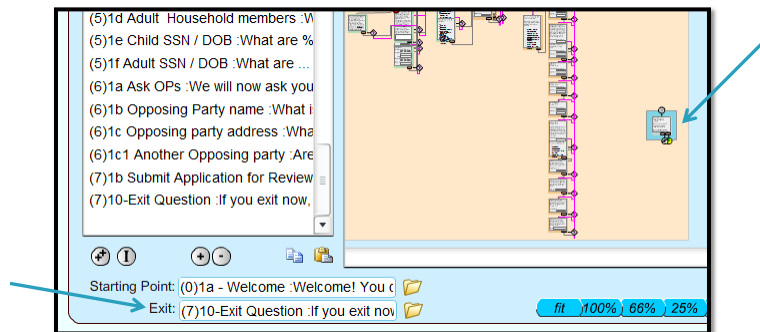 (5)1d Adult Household members :W
(5)1e Child SSN / DOB :What are %
(5)1f Adult SSN / DOB :What are ...
(6)1a Ask OPs :We will now ask you
(6)1b Opposing Party name :What i
(6)1c Opposing party address :Wha
(6)1c1 Another Opposing party :Are
(7)1b Submit Application for Review
(7)10-Exit Question :If you exit now,
Starting Point: (0)1a - Welcome :Welcome! You c
Exit: (7)10-Exit Question :If you exit now
fit 100% 66% 25%